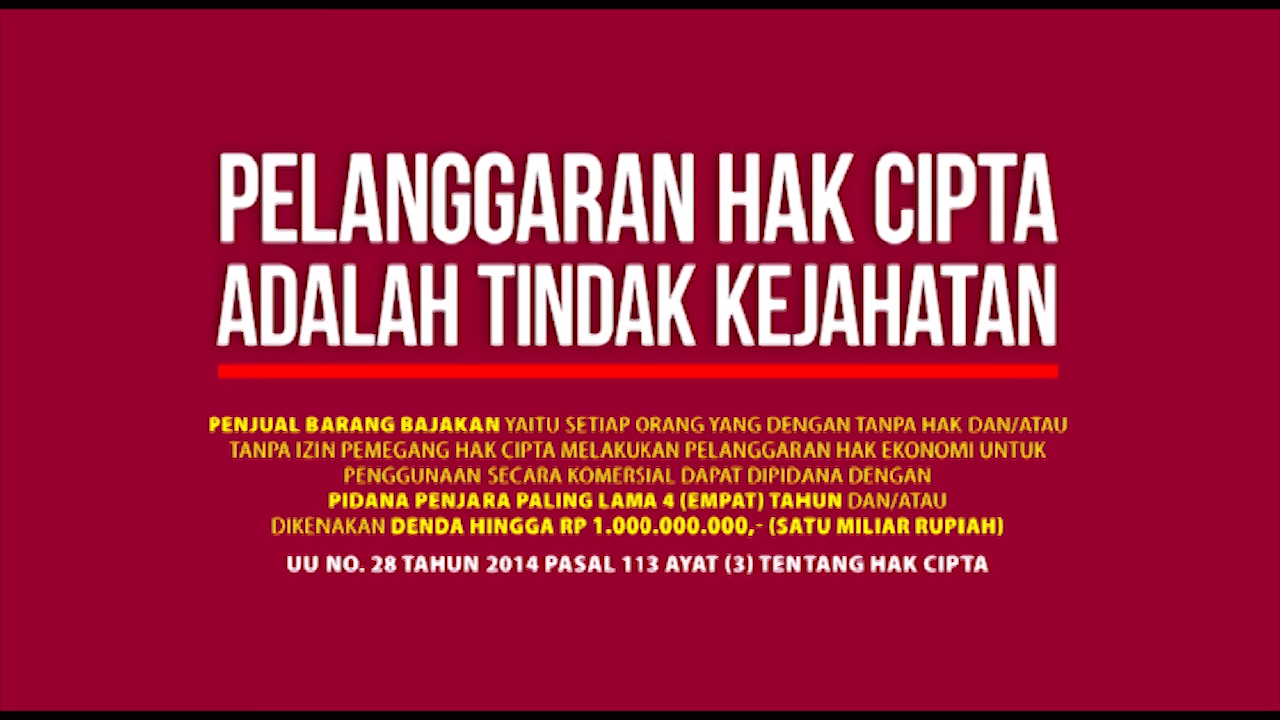 PELANGGARAN HAK CIPTA
ADALAH TINDAK KEJAHATAN
PENJUAL BARANG BAJAKAN YAITU SETIAP ORANG YANG DENGAN TANPA HAK DAN/ATAU
TANPA IZIN PEMEGANG HAK CIPTA MELAKUKAN PELANGGARAN HAK EKONOMI UNTUK
PENGGUNAAN SECARA KOMERSIAL DAPAT DIPIDANA DENGAN
PIDANA PENJARA PALING LAMA 4 (EMPAT) TAHUN DAN/ATAU
DIKENAKAN DENDA HINGGA RP 1.000.000.000,- (SATU MILIAR RUPIAH)
UU NO. 28 TAHUN 2014 PASAL 113 AYAT (3) TENTANG HAK CIPTA